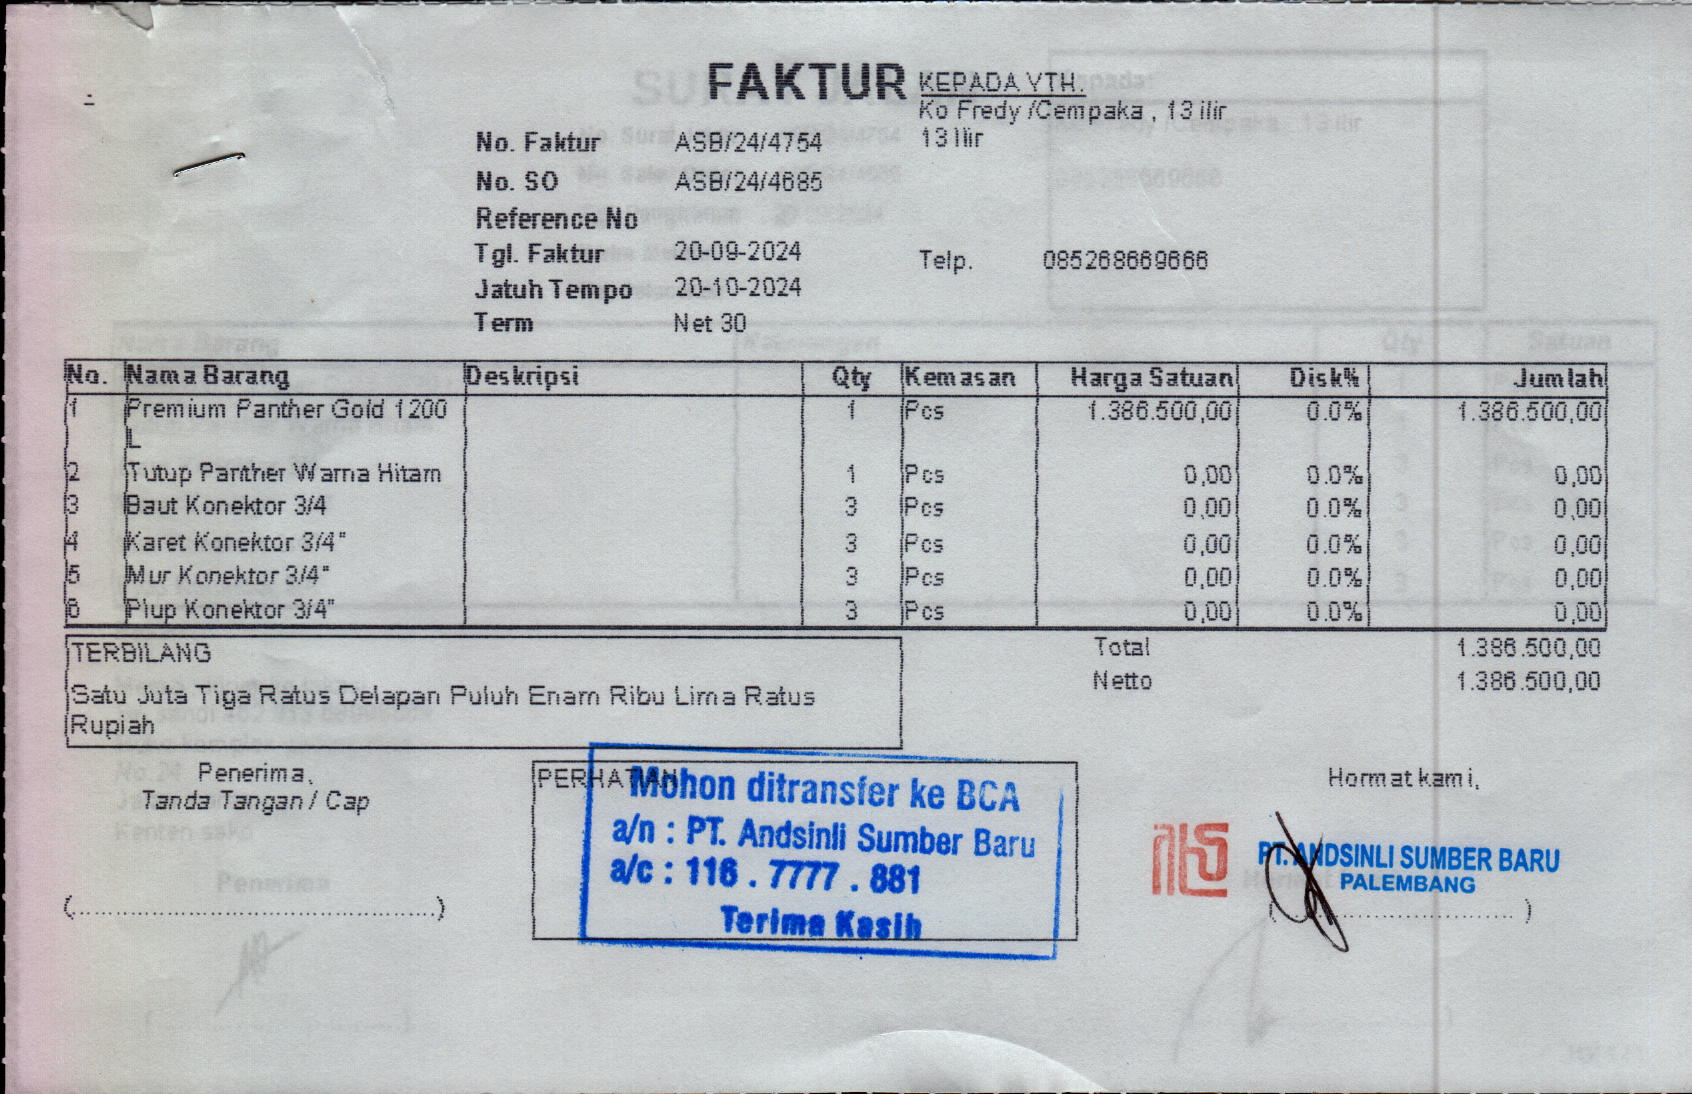 FAKTUR
KEPADA YTH.
Ko Fredy /Cempaka , 13 ilir
13 Ilir
No. Faktur ASB/24/4754
No. SO ASB/24/4685
Reference No
Tgl. Faktur 20-09-2024
Telp. 085268669666
Jatuh Tempo 20-10-2024
Term Net 30
No. Nama Barang Deskripsi Qty Kemasan Harga Satuan Disk% Jumlah
1 Premium Panther Gold 1200 1 Pcs 1.386.500,00 0.0% 1.386.500,00
L
2 Tutup Panther Warna Hitam 1 Pcs 0,00 0.0% 0,00
3 Baut Konektor 3/4 3 Pcs 0,00 0.0% 0,00
4 Karet Konektor 3/4" 3 Pcs 0,00 0.0% 0,00
5 Mur Konektor 3/4" 3 Pcs 0,00 0.0% 0,00
6 Plup Konektor 3/4" 3 Pcs 0,00 0.0% 0,00
TERBILANG
Satu Juta Tiga Ratus Delapan Puluh Enam Ribu Lima Ratus
Rupiah
Total 1.386.500,00
Netto 1.386.500,00
Penerima,
Tanda Tangan / Cap
(..........................................)
PERHATIAN
Mohon ditransfer ke BCA
a/n : PT. Andsinli Sumber Baru
a/c : 116 . 7777 . 881
Terima Kasih
Hormat kami,
PT. ANDSINLI SUMBER BARU
PALEMBANG
(..............................)